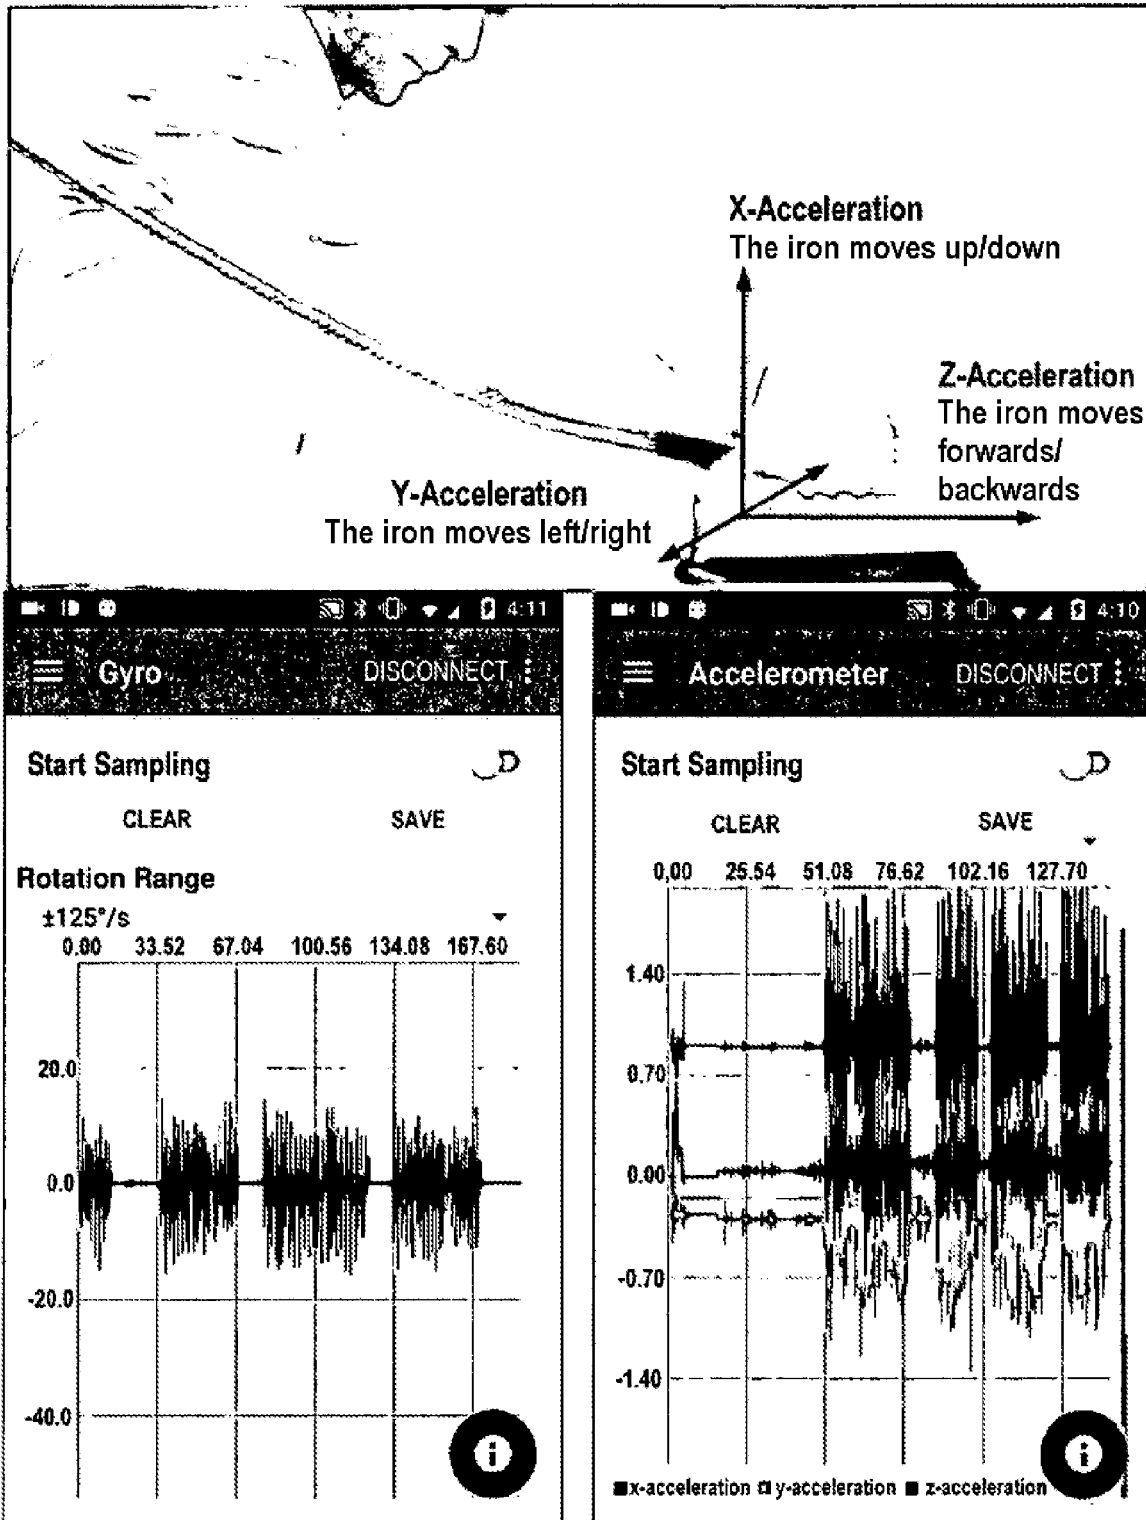 X-Acceleration
The iron moves up/down
Z-Acceleration
The iron moves
forwards/
backwards
Y-Acceleration
The iron moves left/right
4:11
Gyro
DISCONNECT
Start Sampling
CLEAR
SAVE
Rotation Range
±125°/s
0.00 33.52 67.04 100.56 134.08 167.60
20.0
0.0
-20.0
-40.0
i
4:10
Accelerometer
DISCONNECT
Start Sampling
CLEAR
SAVE
0,00 25.54 51.08 76.62 102.16 127.70
1.40
0.70
0.00
-0.70
-1.40
i
x-acceleration y-acceleration z-acceleration